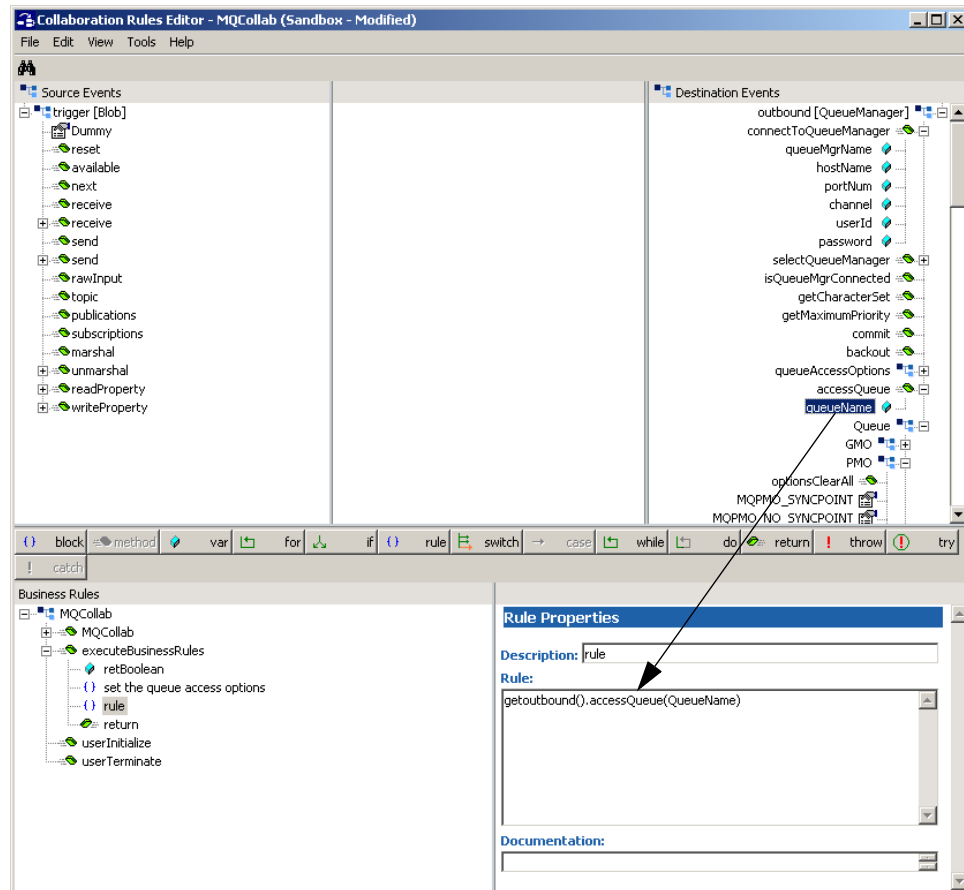 Collaboration Rules Editor - MQCollab (Sandbox - Modified)
File Edit View Tools Help
Source Events
trigger [Blob]
Dummy
reset
available
next
receive
receive
send
send
rawInput
topic
publications
subscriptions
marshal
unmarshal
readProperty
writeProperty
Destination Events
outbound [QueueManager]
connectToQueueManager
queueMgrName
hostName
portNum
channel
userId
password
selectQueueManager
isQueueMgrConnected
getCharacterSet
getMaximumPriority
commit
backout
queueAccessOptions
accessQueue
queueName
Queue
GMO
PMO
optionsClearAll
MQPMO_SYNCPOINT
MQPMO_NO_SYNCPOINT
block method var for if rule switch case while do return throw try
catch
Business Rules
MQCollab
MQCollab
executeBusinessRules
retBoolean
set the queue access options
rule
return
userInitialize
userTerminate
Rule Properties
Description: rule
Rule:
getoutbound().accessQueue(QueueName)
Documentation: